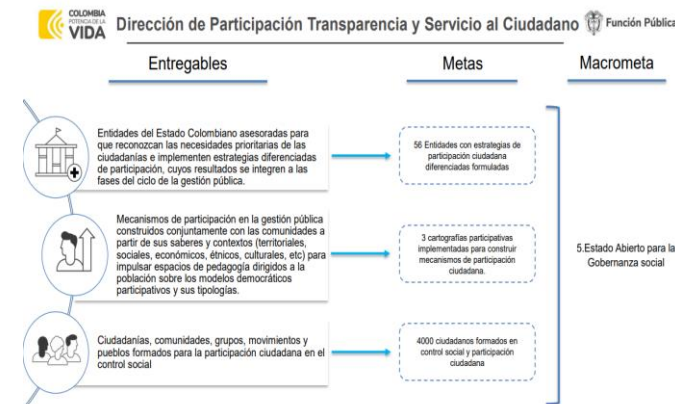 COLOMBIA
POTENCIA DE LA
VIDA
Dirección de Participación Transparencia y Servicio al Ciudadano
Función Pública
Entregables
Metas
Macrometa
Entidades del Estado Colombiano asesoradas para
que reconozcan las necesidades prioritarias de las
ciudadanías e implementen estrategias diferenciadas
de participación, cuyos resultados se integren a las
fases del ciclo de la gestión pública.
56 Entidades con estrategias de
participación ciudadana
diferenciadas formuladas
Mecanismos de participación en la gestión pública
construidos conjuntamente con las comunidades a
partir de sus saberes y contextos (territoriales,
sociales, económicos, étnicos, culturales, etc) para
impulsar espacios de pedagogía dirigidos a la
población sobre los modelos democráticos
participativos y sus tipologías.
3 cartografías participativas
implementadas para construir
mecanismos de participación
ciudadana.
5.Estado Abierto para la
Gobernanza social
Ciudadanías, comunidades, grupos, movimientos y
pueblos formados para la participación ciudadana en el
control social
4000 ciudadanos formados en
control social y participación
ciudadana